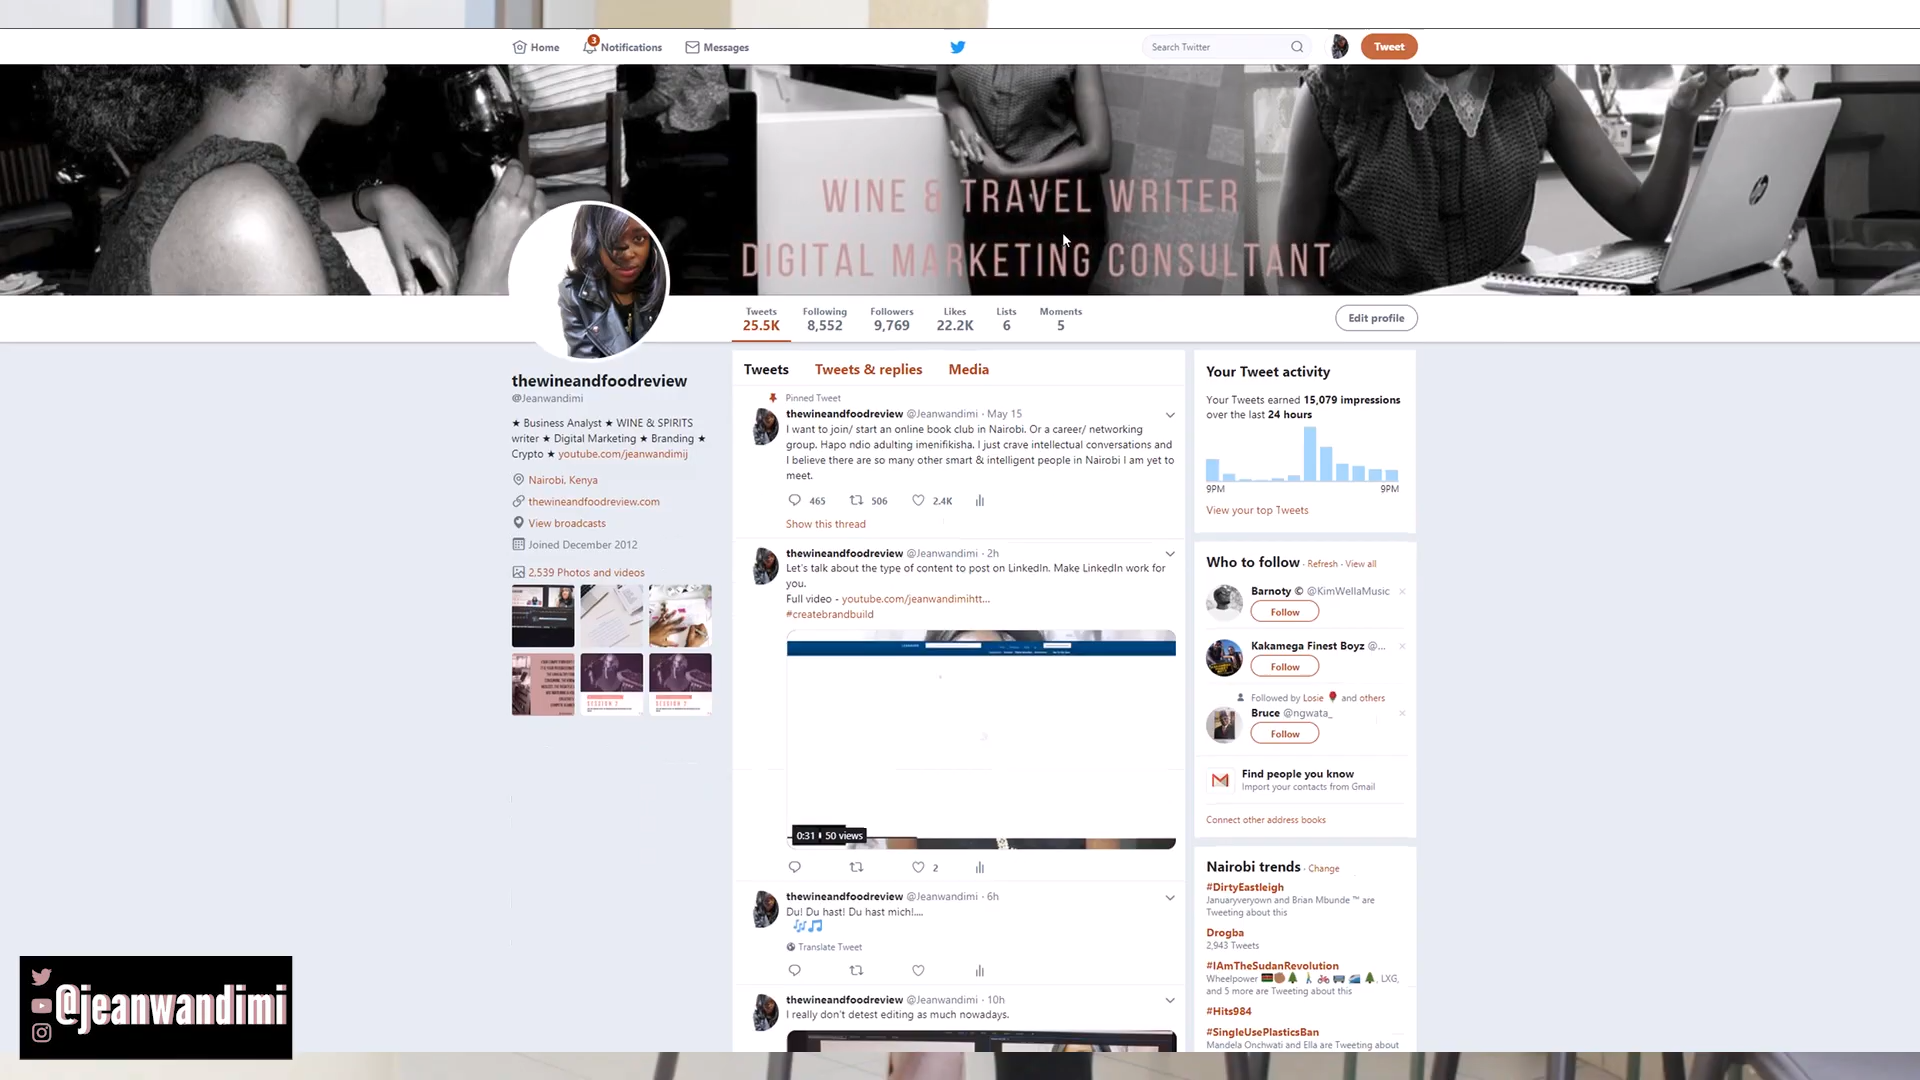 Home
3
Notifications
Messages
Search Twitter
Tweet
WINE & TRAVEL WRITER
DIGITAL MARKETING CONSULTANT
Tweets
25.5K
Following
8,552
Followers
9,769
Likes
22.2K
Lists
6
Moments
5
Edit profile
thewineandfoodreview
@Jeanwandimi
★ Business Analyst ★ WINE & SPIRITS
writer ★ Digital Marketing ★ Branding ★
Crypto ★ youtube.com/jeanwandimij
Nairobi, Kenya
thewineandfoodreview.com
View broadcasts
Joined December 2012
2,539 Photos and videos
SESSION 2
Tweets
Tweets & replies
Media
Pinned Tweet
thewineandfoodreview @Jeanwandimi · May 15
I want to join/ start an online book club in Nairobi. Or a career/ networking
group. Hapo ndio adulting imenifikisha. I just crave intellectual conversations and
I believe there are so many other smart & intelligent people in Nairobi I am yet to
meet.
465
506
2.4K
Show this thread
thewineandfoodreview @Jeanwandimi · 2h
Let's talk about the type of content to post on LinkedIn. Make LinkedIn work for
you.
Full video - youtube.com/jeanwandimihtt...
#createbrandbuild
0:31
50 views
2
thewineandfoodreview @Jeanwandimi · 6h
Du! Du hast! Du hast mich!....
🎶🎵
Translate Tweet
thewineandfoodreview @Jeanwandimi · 10h
I really don't detest editing as much nowadays.
Your Tweet activity
Your Tweets earned 15,079 impressions
over the last 24 hours
9PM
9PM
View your top Tweets
Who to follow · Refresh · View all
Barnoty © @KimWellaMusic
Follow
Kakamega Finest Boyz @...
Follow
Followed by Losie 🌹 and others
Bruce @ngwata_
Follow
Find people you know
Import your contacts from Gmail
Connect other address books
Nairobi trends · Change
#DirtyEastleigh
Januaryveryown and Brian Mbunde ™ are
Tweeting about this
Drogba
2,943 Tweets
#IAmTheSudanRevolution
Wheelpower
, LXG,
and 5 more are Tweeting about this
#Hits984
#SingleUsePlasticsBan
Mandela Onchwati and Ella are Tweeting about
@jeanwandimi